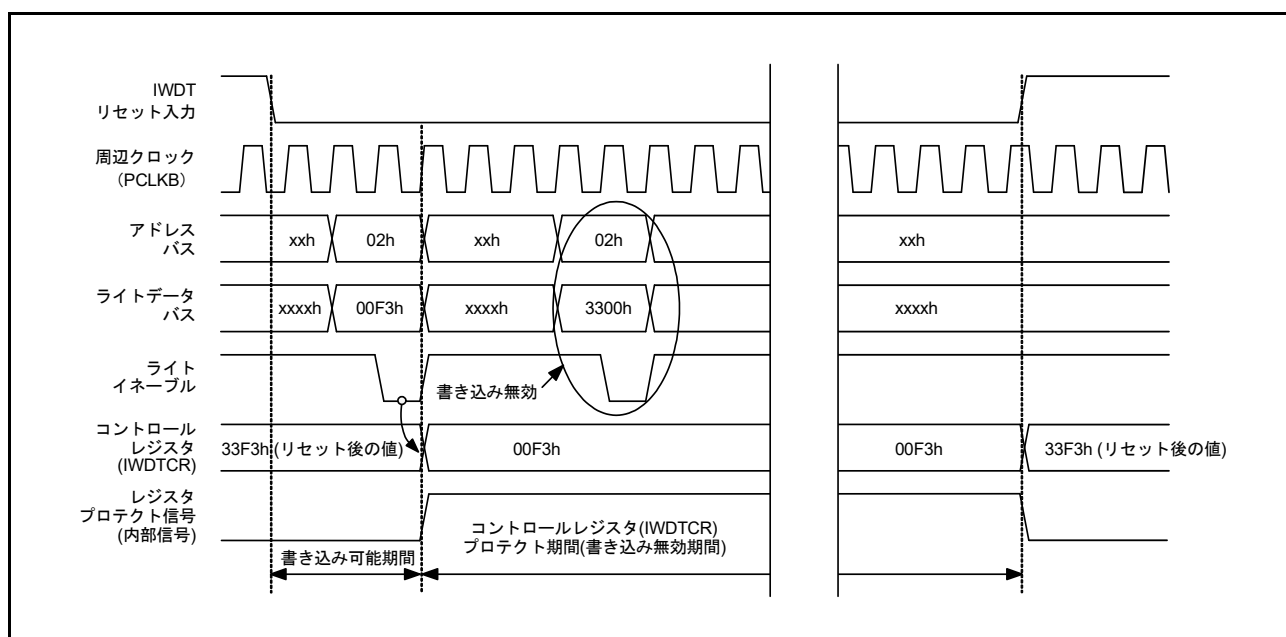 IWDT
リセット入力
周辺クロック
(PCLKB)
アドレス
バス
xxh
02h
xxh
02h
xxh
ライトデータ
バス
xxxxh
00F3h
xxxxh
3300h
xxxxh
ライト
イネーブル
書き込み無効
コントロール
レジスタ
(IWDTCR)
33F3h (リセット後の値)
00F3h
00F3h
33F3h (リセット後の値)
レジスタ
プロテクト信号
(内部信号)
コントロールレジスタ(IWDTCR)
プロテクト期間(書き込み無効期間)
書き込み可能期間